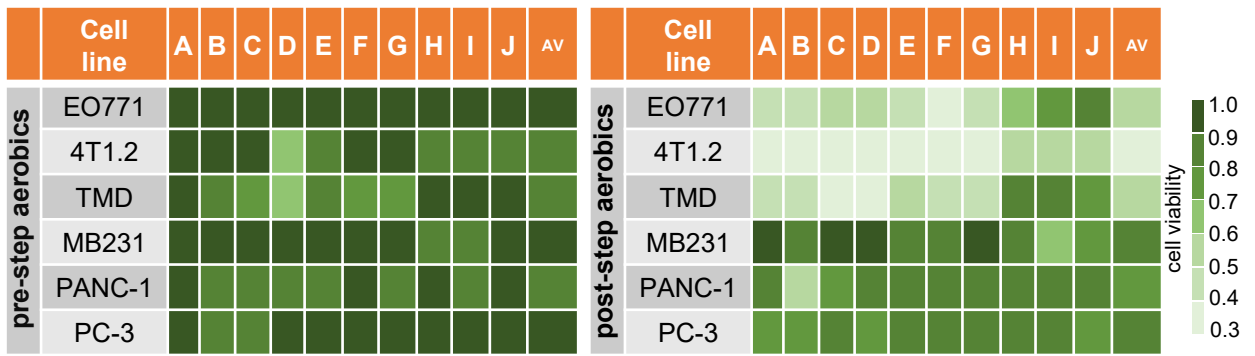 Cell line A B C D E F G H I J AV
pre-step aerobics
EO771
4T1.2
TMD
MB231
PANC-1
PC-3
Cell line A B C D E F G H I J AV
post-step aerobics
EO771
4T1.2
TMD
MB231
PANC-1
PC-3
cell viability
1.0
0.9
0.8
0.9
0.7
0.6
0.5
0.4
0.3